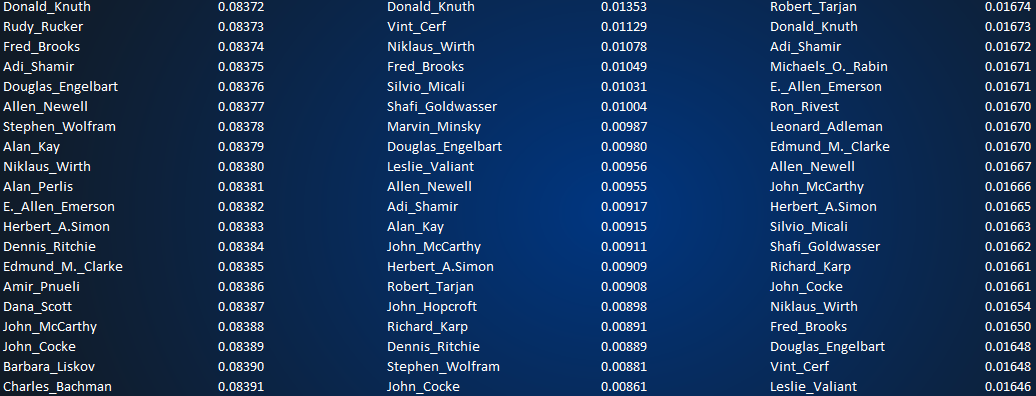 Donald_Knuth 0.08372 Donald_Knuth 0.01353 Robert_Tarjan 0.01674
Rudy_Rucker 0.08373 Vint_Cerf 0.01129 Donald_Knuth 0.01673
Fred_Brooks 0.08374 Niklaus_Wirth 0.01078 Adi_Shamir 0.01672
Adi_Shamir 0.08375 Fred_Brooks 0.01049 Michaels_O._Rabin 0.01671
Douglas_Engelbart 0.08376 Silvio_Micali 0.01031 E._Allen_Emerson 0.01671
Allen_Newell 0.08377 Shafi_Goldwasser 0.01004 Ron_Rivest 0.01670
Stephen_Wolfram 0.08378 Marvin_Minsky 0.00987 Leonard_Adleman 0.01670
Alan_Kay 0.08379 Douglas_Engelbart 0.00980 Edmund_M._Clarke 0.01670
Niklaus_Wirth 0.08380 Leslie_Valiant 0.00956 Allen_Newell 0.01667
Alan_Perlis 0.08381 Allen_Newell 0.00955 John_McCarthy 0.01666
E._Allen_Emerson 0.08382 Adi_Shamir 0.00917 Herbert_A.Simon 0.01665
Herbert_A.Simon 0.08383 Alan_Kay 0.00915 Silvio_Micali 0.01663
Dennis_Ritchie 0.08384 John_McCarthy 0.00911 Shafi_Goldwasser 0.01662
Edmund_M._Clarke 0.08385 Herbert_A.Simon 0.00909 Richard_Karp 0.01661
Amir_Pnueli 0.08386 Robert_Tarjan 0.00908 John_Cocke 0.01661
Dana_Scott 0.08387 John_Hopcroft 0.00898 Niklaus_Wirth 0.01654
John_McCarthy 0.08388 Richard_Karp 0.00891 Fred_Brooks 0.01650
John_Cocke 0.08389 Dennis_Ritchie 0.00889 Douglas_Engelbart 0.01648
Barbara_Liskov 0.08390 Stephen_Wolfram 0.00881 Vint_Cerf 0.01648
Charles_Bachman 0.08391 John_Cocke 0.00861 Leslie_Valiant 0.01646